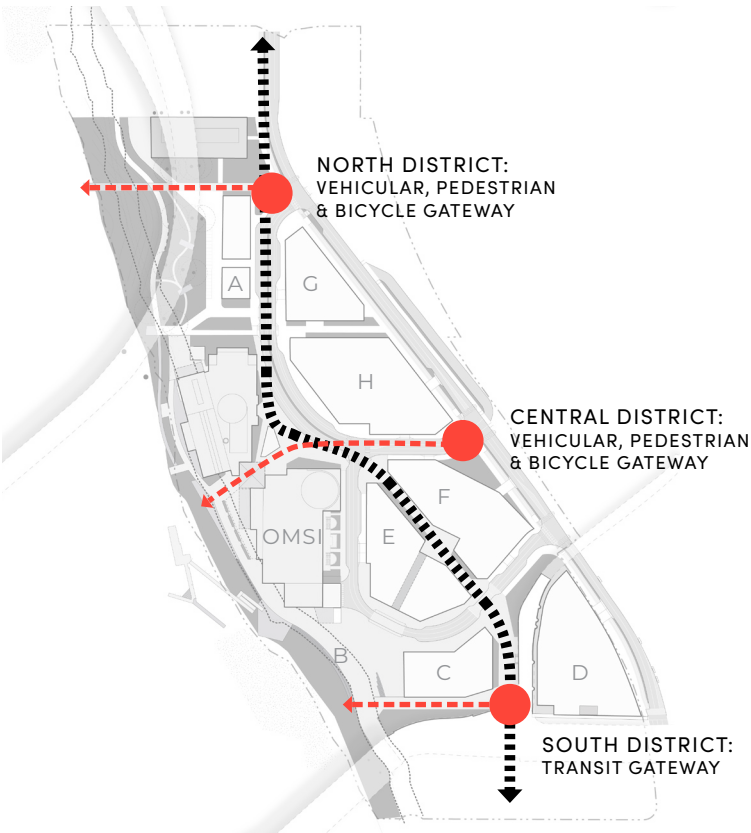 NORTH DISTRICT:
VEHICULAR, PEDESTRIAN
& BICYCLE GATEWAY
A
G
H
CENTRAL DISTRICT:
VEHICULAR, PEDESTRIAN
& BICYCLE GATEWAY
F
OMSI
E
B
C
D
SOUTH DISTRICT:
TRANSIT GATEWAY